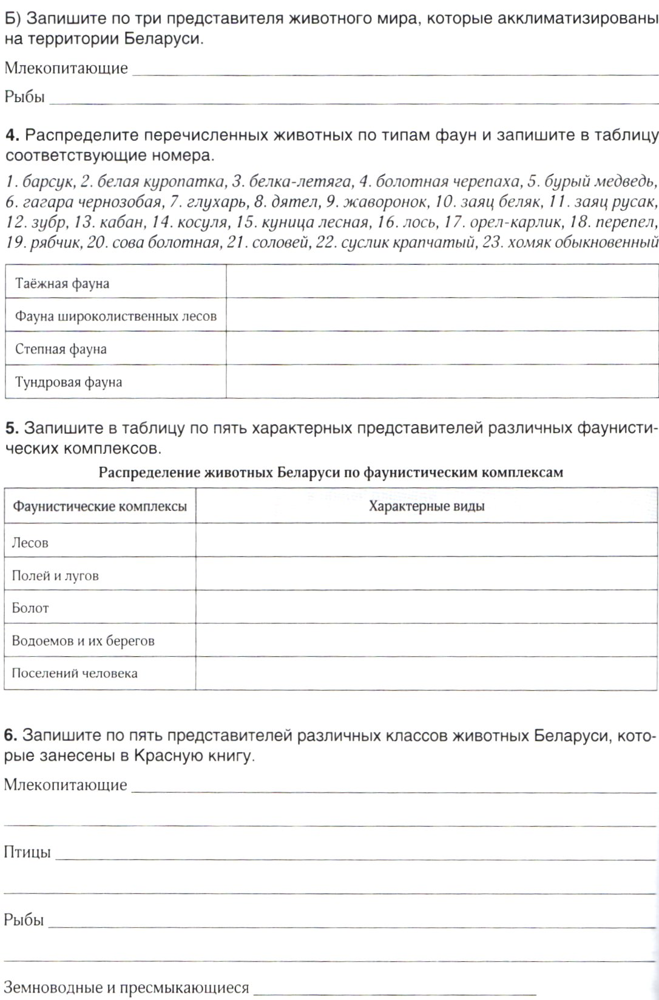 Б) Запишите по три представителя животного мира, которые акклиматизированы
на территории Беларуси.
Млекопитающие
Рыбы
4. Распределите перечисленных животных по типам фаун и запишите в таблицу
соответствующие номера.
1. барсук, 2. белая куропатка, 3. белка-летяга, 4. болотная черепаха, 5. бурый медведь,
6. гагара чернозобая, 7. глухарь, 8. дятел, 9. жаворонок, 10. заяц беляк, 11. заяц русак,
12. зубр, 13. кабан, 14. косуля, 15. куница лесная, 16. лось, 17. орел-карлик, 18. перепел,
19. рябчик, 20. сова болотная, 21. соловей, 22. суслик крапчатый, 23. хомяк обыкновенный
Таёжная фауна
Фауна широколиственных лесов
Степная фауна
Тундровая фауна
5. Запишите в таблицу по пять характерных представителей различных фаунисти-
ческих комплексов.
Распределение животных Беларуси по фаунистическим комплексам
Фаунистические комплексы Характерные виды
Лесов
Полей и лугов
Болот
Водоемов и их берегов
Поселений человека
6. Запишите по пять представителей различных классов животных Беларуси, кото-
рые занесены в Красную книгу.
Млекопитающие
Птицы
Рыбы
Земноводные и пресмыкающиеся